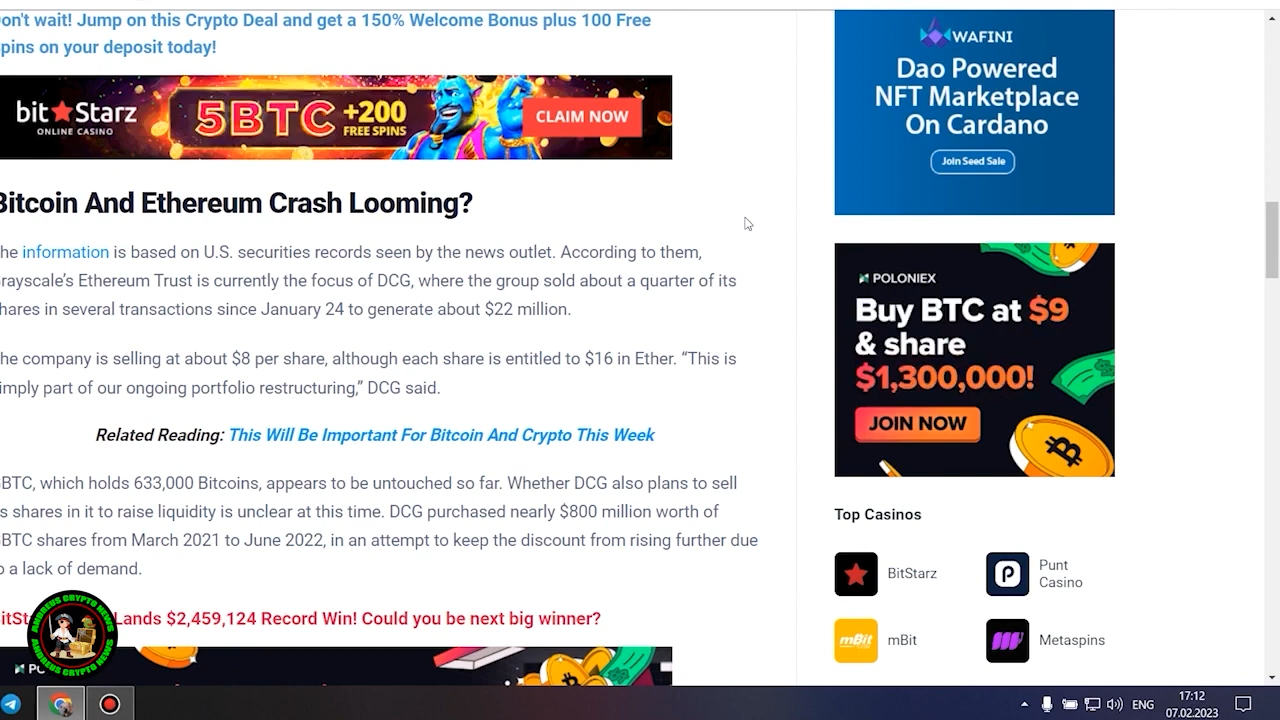 on't wait! Jump on this Crypto Deal and get a 150% Welcome Bonus plus 100 Free
pins on your deposit today!
bit Starz
ONLINE CASINO
5BTC +200
FREE SPINS
CLAIM NOW
Bitcoin And Ethereum Crash Looming?
he information is based on U.S. securities records seen by the news outlet. According to them,
rayscale's Ethereum Trust is currently the focus of DCG, where the group sold about a quarter of its
hares in several transactions since January 24 to generate about $22 million.
he company is selling at about $8 per share, although each share is entitled to $16 in Ether. “This is
imply part of our ongoing portfolio restructuring,” DCG said.
Related Reading: This Will Be Important For Bitcoin And Crypto This Week
BTC, which holds 633,000 Bitcoins, appears to be untouched so far. Whether DCG also plans to sell
s shares in it to raise liquidity is unclear at this time. DCG purchased nearly $800 million worth of
BTC shares from March 2021 to June 2022, in an attempt to keep the discount from rising further due
o a lack of demand.
itSt Lands $2,459,124 Record Win! Could you be next big winner?
ANDREUS CRYPTO NEWS
ANDREUS CRYPTO NEWS
WAFINI
Dao Powered
NFT Marketplace
On Cardano
Join Seed Sale
POLONIEX
Buy BTC at $9
& share
$1,300,000!
JOIN NOW
Top Casinos
BitStarz
Punt
Casino
mBit
mBit
Metaspins
ENG
17:12
07.02.2023